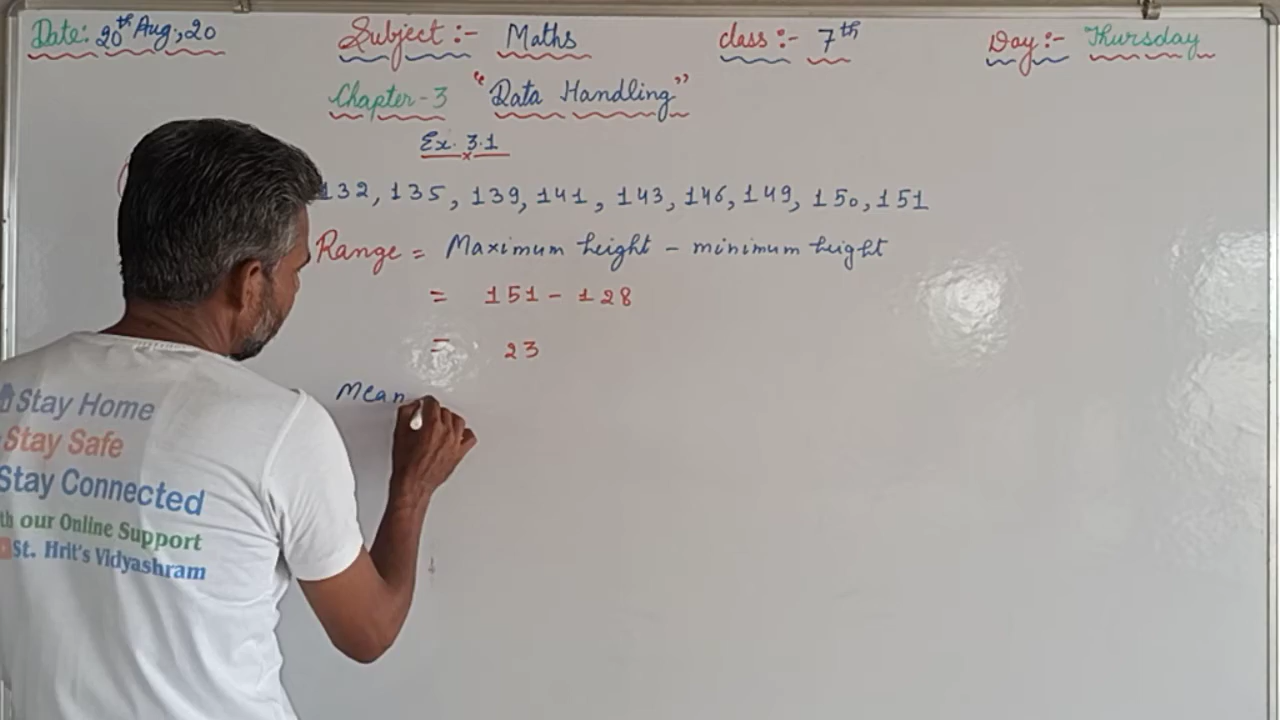 Date: 20th Aug, 20
Subject :- Maths
class :- 7th
Day :- Thursday
Chapter - 3 "Data Handling"
Ex. 3.1
132, 135, 139, 141, 143, 146, 149, 150, 151
Range = Maximum height - minimum height
= 151 - 128
= 23
Mean
Stay Home
Stay Safe
Stay Connected
th our Online Support
St. Hrit's Vidyashram